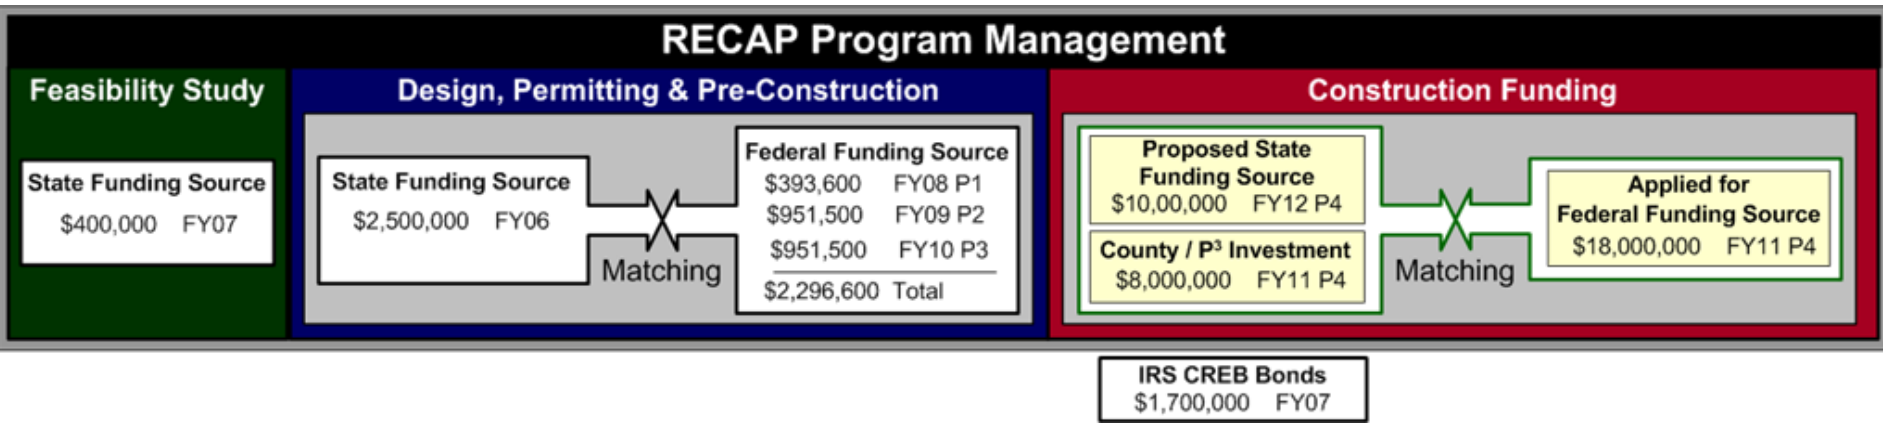 RECAP Program Management
Feasibility Study
State Funding Source
$400,000 FY07
Design, Permitting & Pre-Construction
State Funding Source
$2,500,000 FY06
Matching
Federal Funding Source
$393,600 FY08 P1
$951,500 FY09 P2
$951,500 FY10 P3
$2,296,600 Total
Construction Funding
Proposed State
Funding Source
$10,00,000 FY12 P4
County / P³ Investment
$8,000,000 FY11 P4
Matching
Applied for
Federal Funding Source
$18,000,000 FY11 P4
IRS CREB Bonds
$1,700,000 FY07